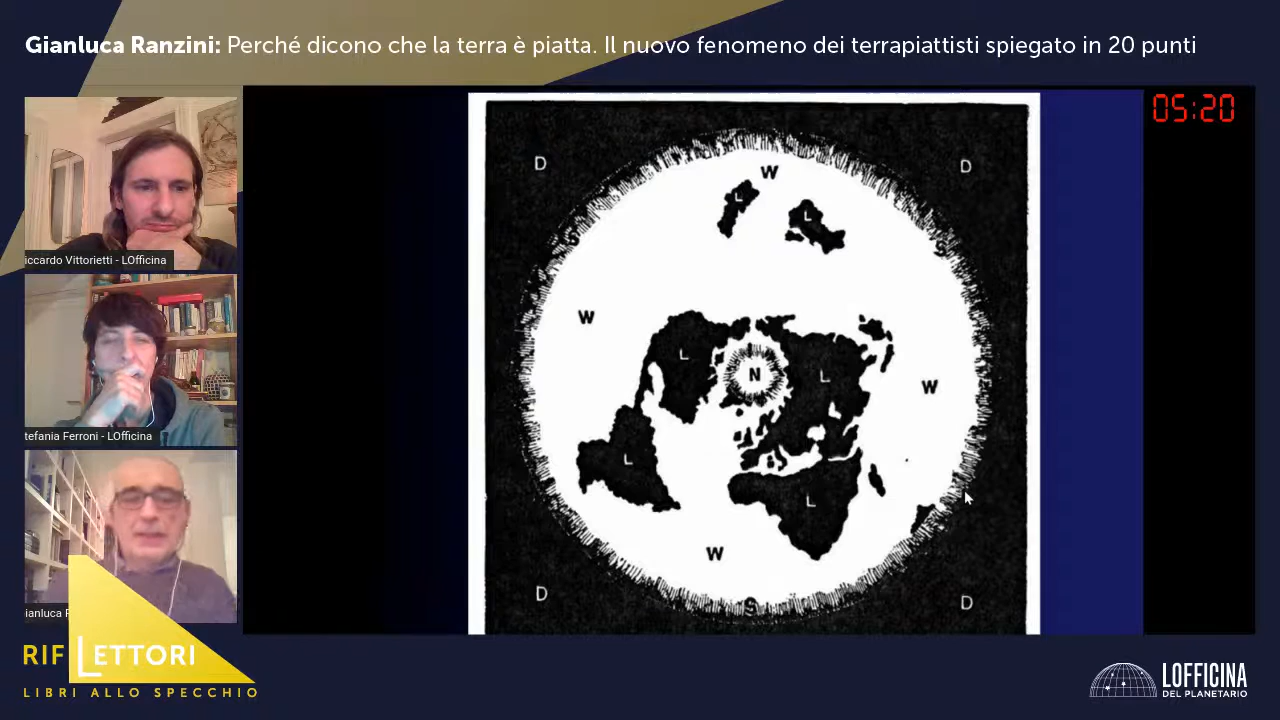 Gianluca Ranzini: Perché dicono che la terra è piatta. Il nuovo fenomeno dei terrapiattisti spiegato in 20 punti
05:20
iccardo Vittorietti - LOfficina
tefania Ferroni - LOfficina
ianluca
D
W
D
L
L
W
L
N
L
W
L
L
W
D
S
D
RIFLETTORI
LIBRI ALLO SPECCHIO
LOFFICINA
DEL PLANETARIO